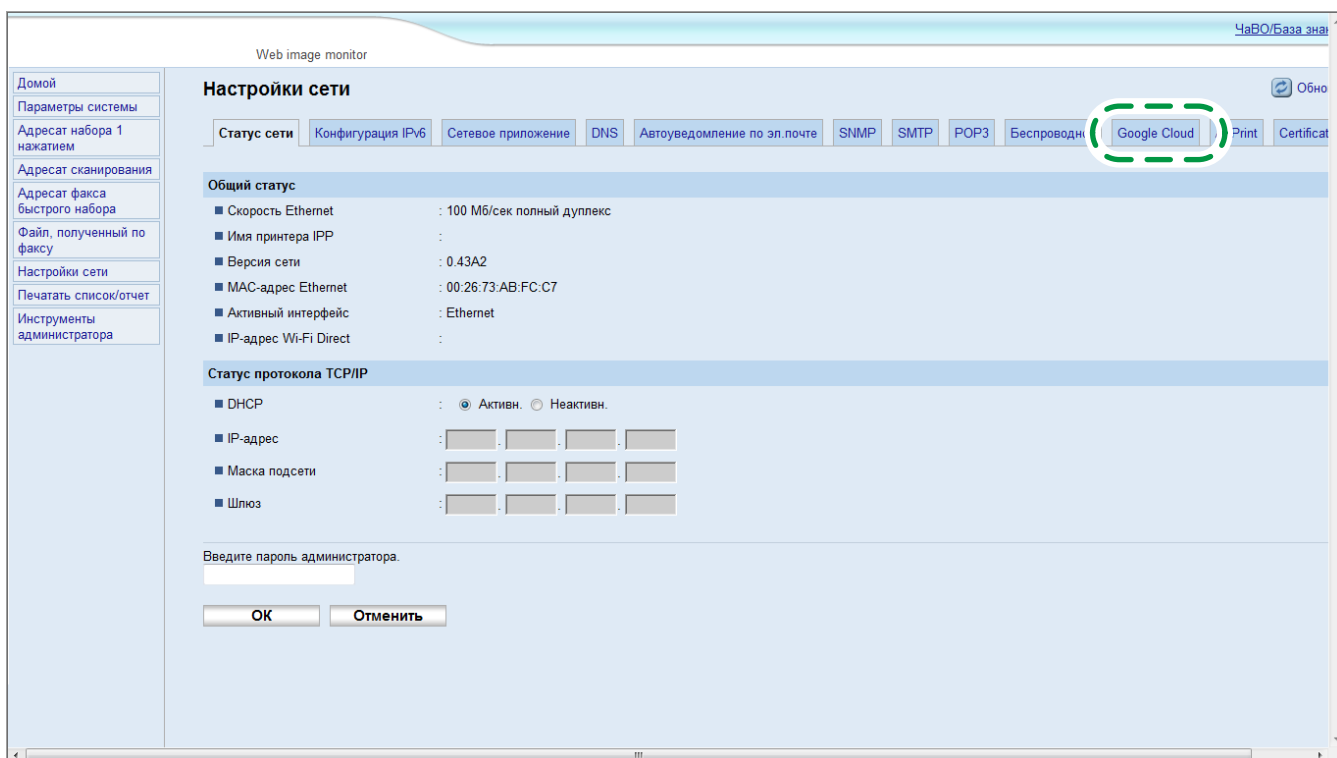 ЧаВО/База
Web image monitor
Домой
Параметры системы
Адресат набора 1
нажатием
Адресат сканирования
Адресат факса
быстрого набора
Файл, полученный по
факсу
Настройки сети
Печатать список/отчет
Инструменты
администратора
Настройки сети
Статус сети Конфигурация IPv6 Сетевое приложение DNS Автоуведомление по эл.почте SNMP SMTP POP3 Google Cloud Print
Общий статус
Скорость Ethernet : 100 Мб/сек полный дуплекс
Имя принтера IPP :
Версия сети : 0.43A2
MAC-адрес Ethernet : 00:26:73:AB:FC:C7
Активный интерфейс : Ethernet
IP-адрес Wi-Fi Direct :
Статус протокола TCP/IP
DHCP : Активн. Неактивн.
IP-адрес : . . .
Маска подсети : . . .
Шлюз : . . .
Введите пароль администратора.
ОК Отменить